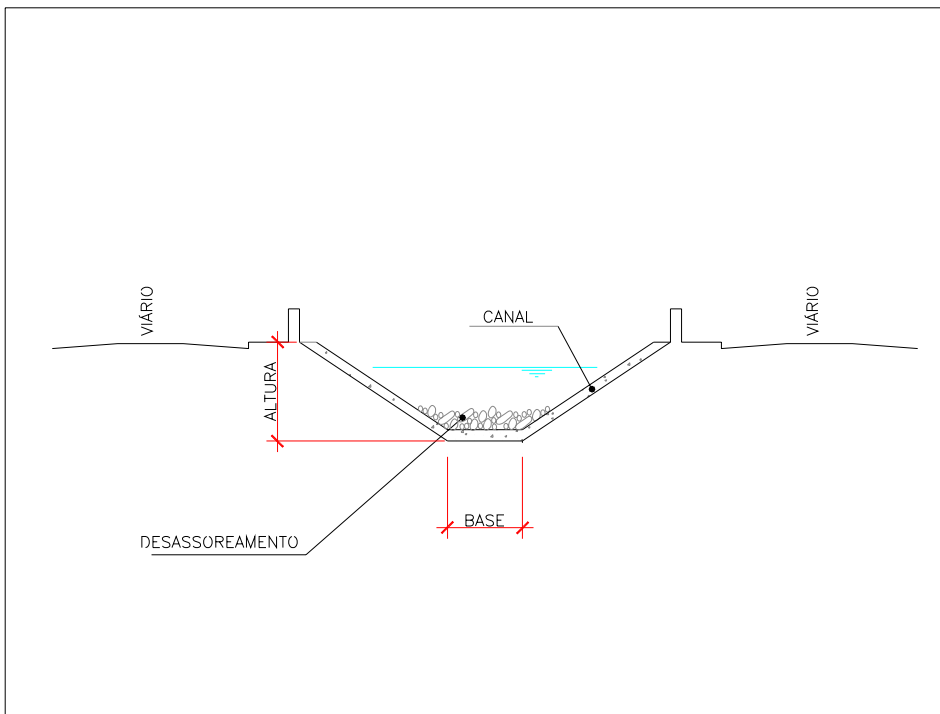 VIÁRIO
VIÁRIO
CANAL
ALTURA
BASE
DESASSOREAMENTO